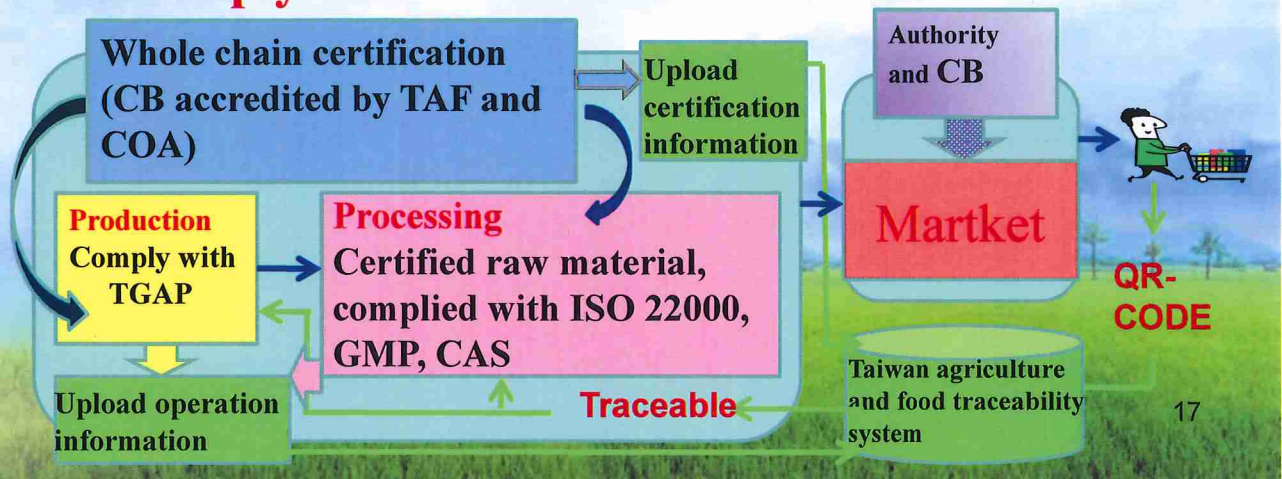 Whole chain certification
(CB accredited by TAF and
COA)
Upload
certification
information
Authority
and CB
Production
Comply with
TGAP
Processing
Certified raw material,
complied with ISO 22000,
GMP, CAS
Martket
QR-
CODE
Upload operation
information
Traceable
Taiwan agriculture
and food traceability
system
17